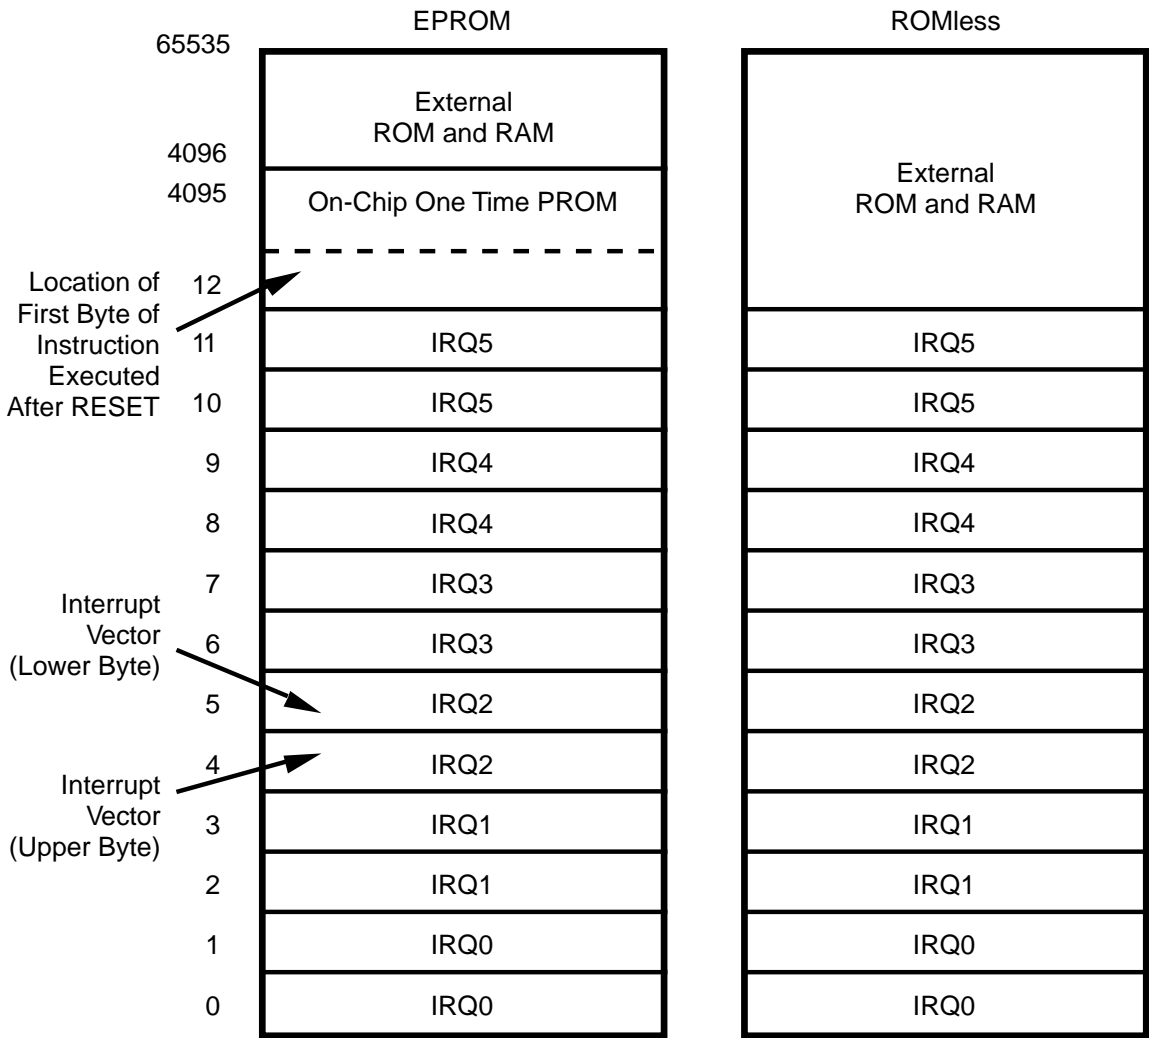 EPROM
ROMless
65535
External
ROM and RAM
4096
4095
On-Chip One Time PROM
External
ROM and RAM
Location of
First Byte of
Instruction
Executed
After RESET
12
11
IRQ5
IRQ5
10
IRQ5
IRQ5
9
IRQ4
IRQ4
8
IRQ4
IRQ4
7
IRQ3
IRQ3
Interrupt
Vector
(Lower Byte)
6
IRQ3
IRQ3
5
IRQ2
IRQ2
4
IRQ2
IRQ2
Interrupt
Vector
(Upper Byte)
3
IRQ1
IRQ1
2
IRQ1
IRQ1
1
IRQ0
IRQ0
0
IRQ0
IRQ0